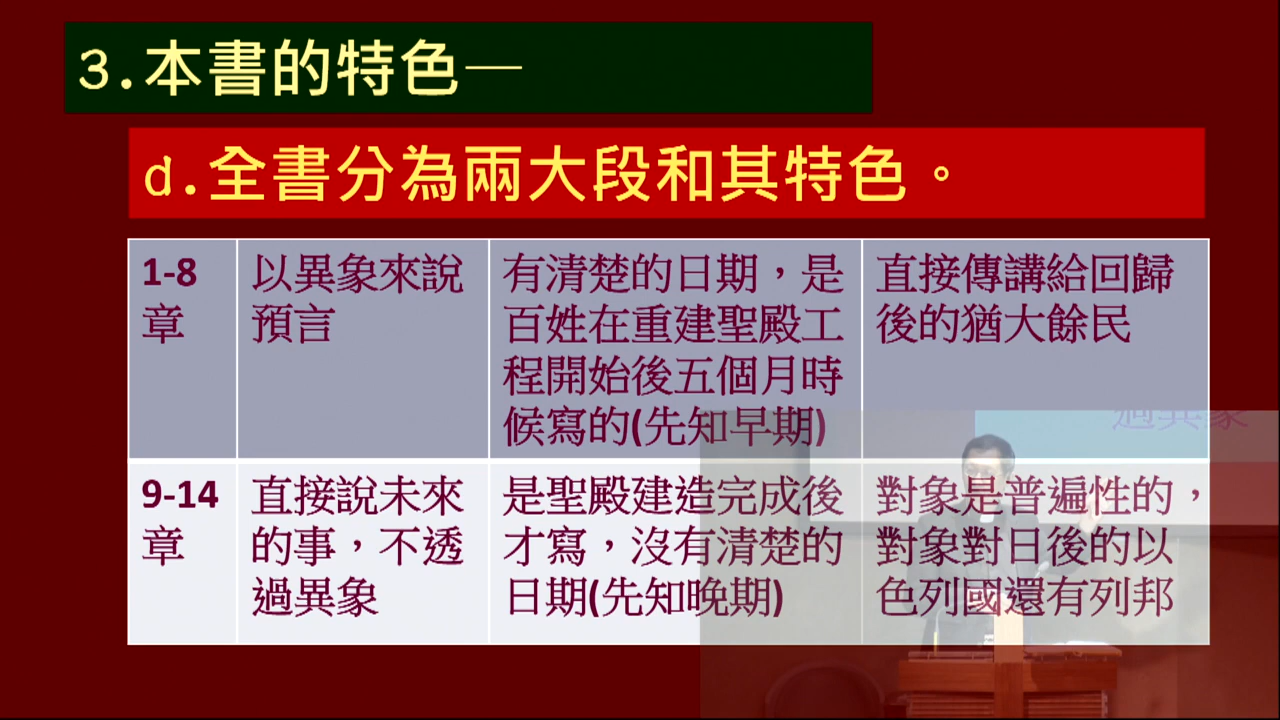 3.本書的特色—
d.全書分為兩大段和其特色。
1-8
章
以異象來說
預言
有清楚的日期，是
百姓在重建聖殿工
程開始後五個月時
候寫的(先知早期)
直接傳講給回歸
後的猶大餘民
過異象
9-14
章
直接說未來
的事，不透
過異象
是聖殿建造完成後
才寫，沒有清楚的
日期(先知晚期)
對象是普遍性的，
對象對日後的以
色列國還有列邦